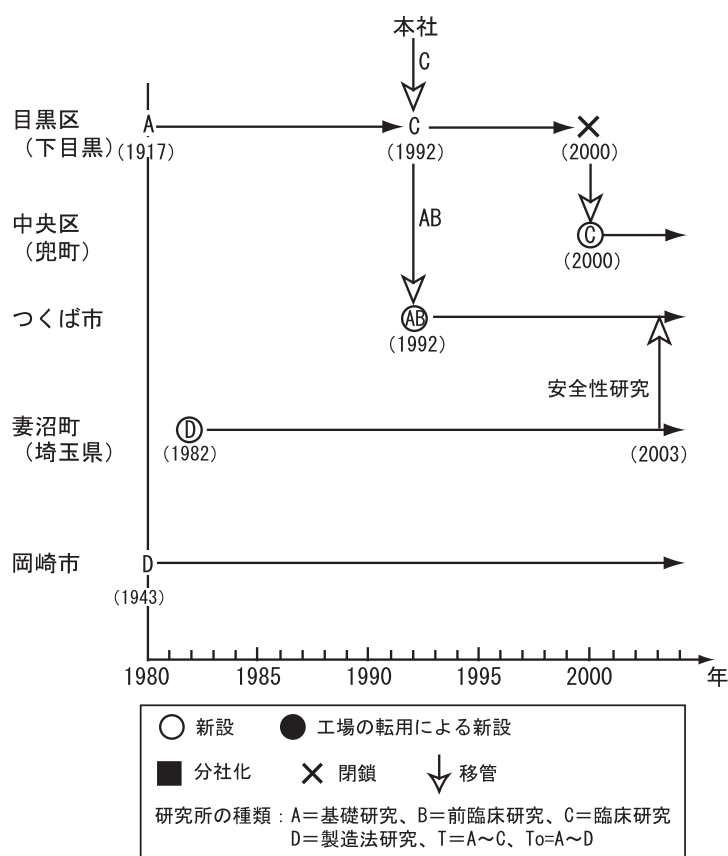 本社
C
目黒区
（下目黒）
A
（1917）
C
（1992）
（2000）
AB
中央区
（兜町）
C
（2000）
つくば市
AB
（1992）
安全性研究
妻沼町
（埼玉県）
D
（1982）
（2003）
岡崎市
D
（1943）
1980 1985 1990 1995 2000 年
新設 工場の転用による新設
分社化 閉鎖 移管
研究所の種類：A＝基礎研究、B＝前臨床研究、C＝臨床研究
D＝製造法研究、T＝A～C、To=A～D